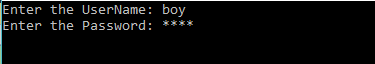 Enter the UserName: boy
Enter the Password: ****